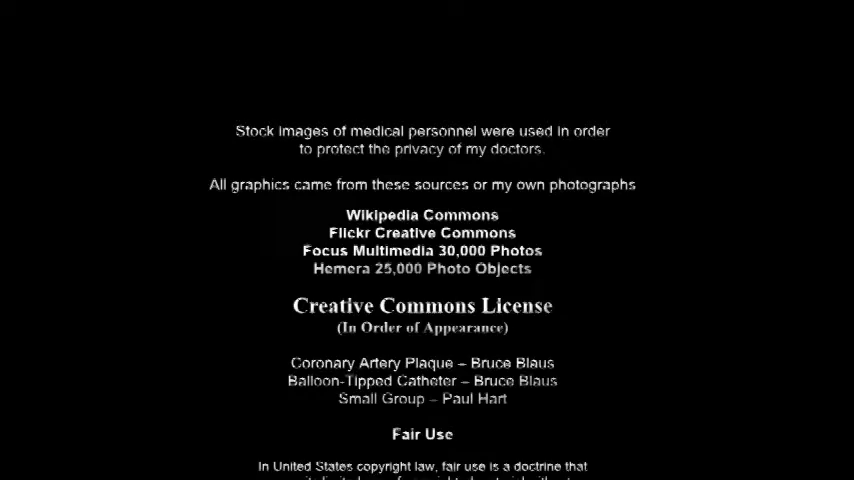 Stock images of medical personnel were used in order
to protect the privacy of my doctors.
All graphics came from these sources or my own photographs
Wikipedia Commons
Flickr Creative Commons
Focus Multimedia 30,000 Photos
Hemera 25,000 Photo Objects
Creative Commons License
(In Order of Appearance)
Coronary Artery Plaque – Bruce Blaus
Balloon-Tipped Catheter – Bruce Blaus
Small Group – Paul Hart
Fair Use
In United States copyright law, fair use is a doctrine that